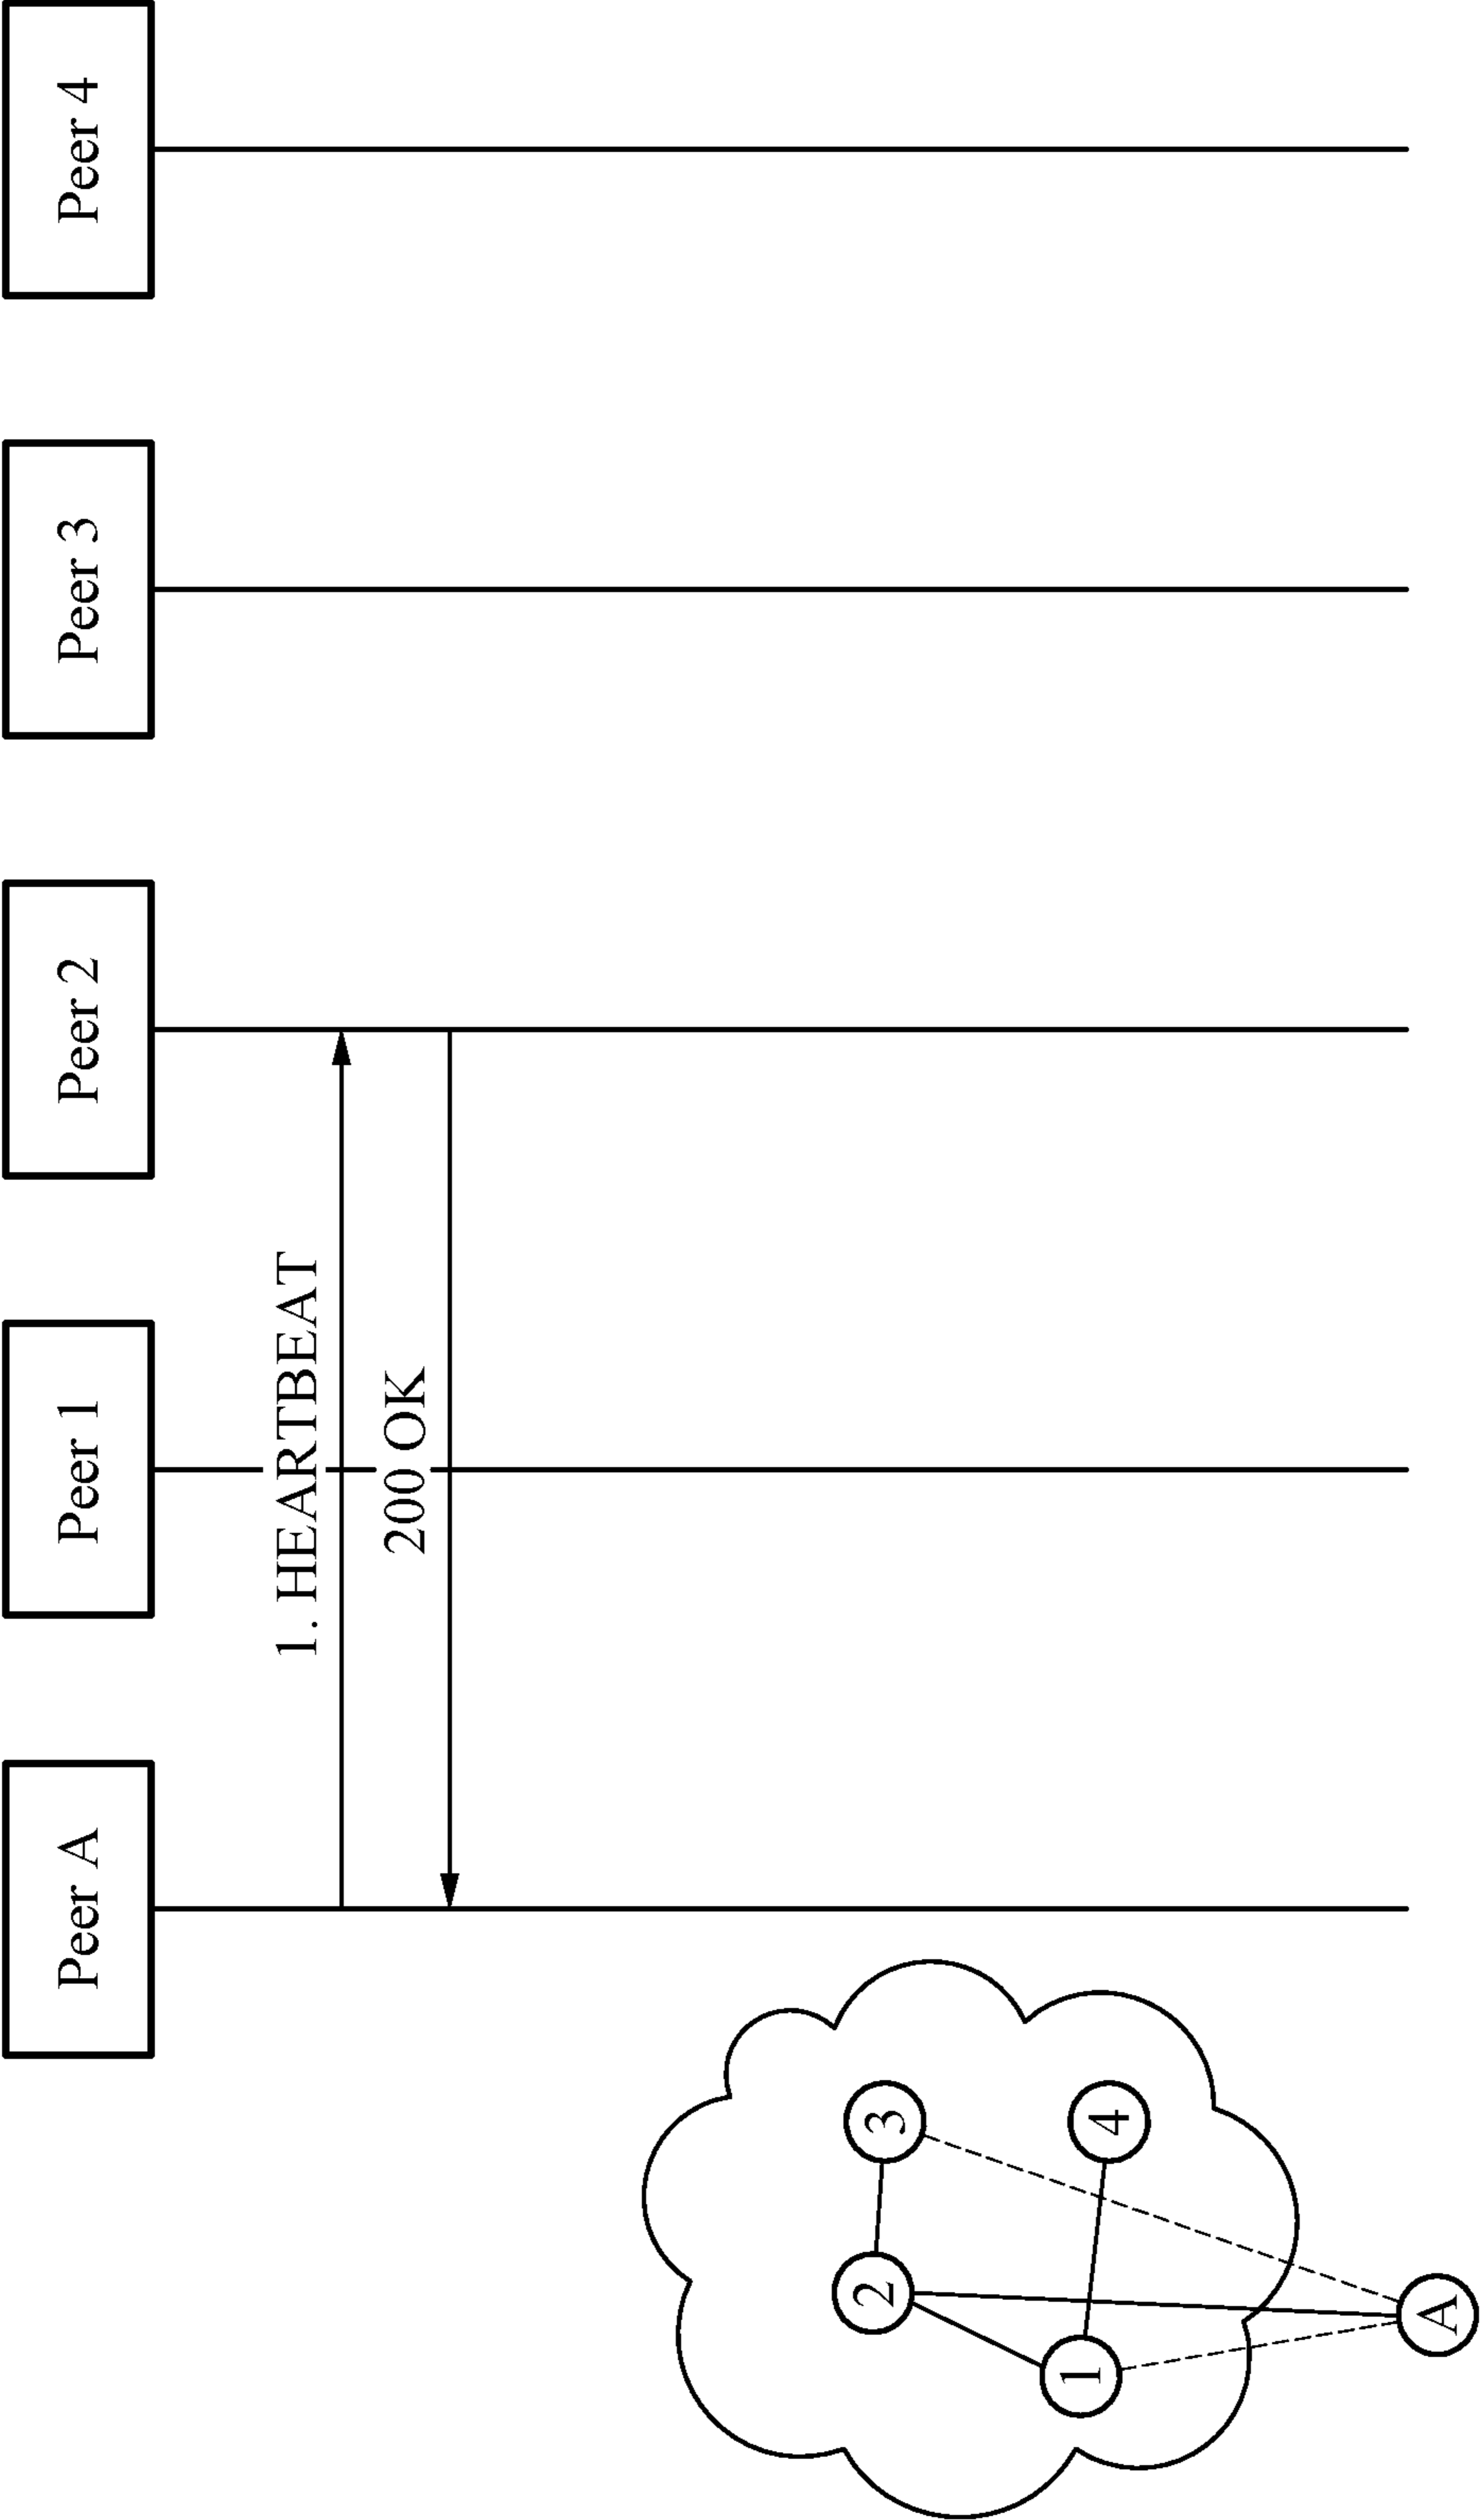 Peer A
Peer 1
Peer 2
Peer 3
Peer 4
1. HEARTBEAT
200 OK
3
2
4
1
A